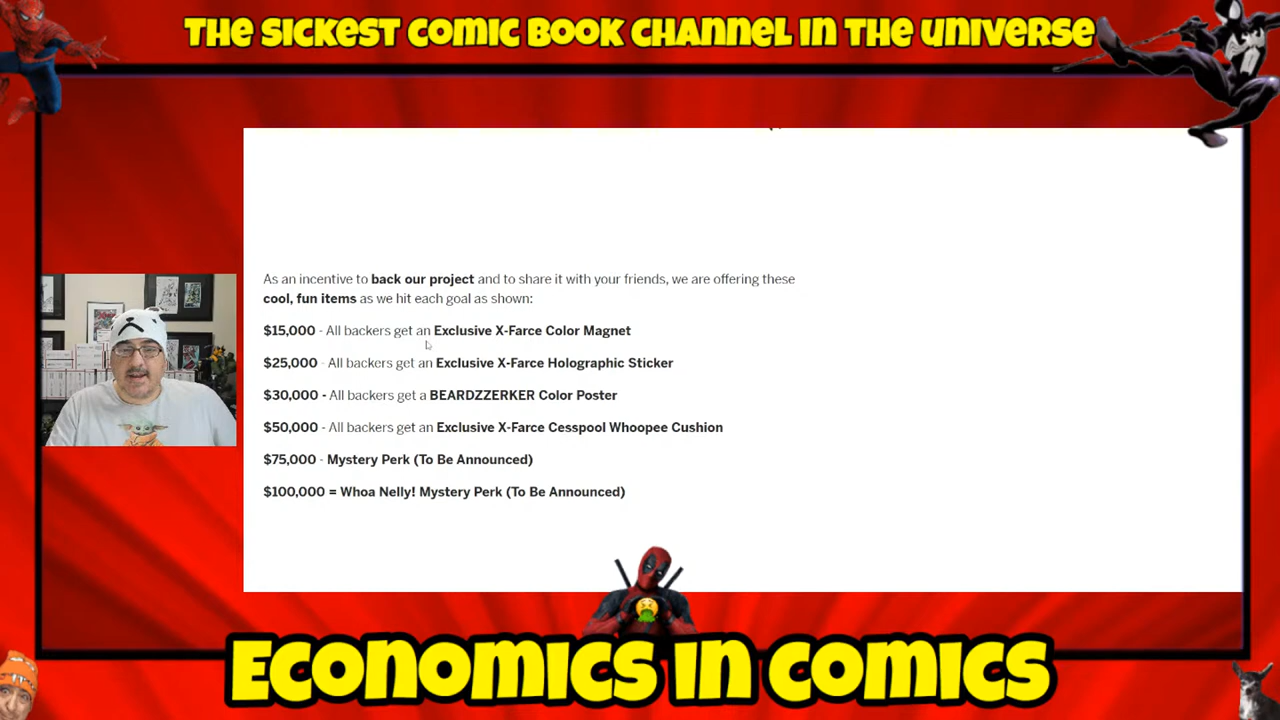 THE SICKEST COMIC BOOK CHANNEL IN THE UNIVERSE
As an incentive to back our project and to share it with your friends, we are offering these
cool, fun items as we hit each goal as shown:
$15,000 - All backers get an Exclusive X-Farce Color Magnet
$25,000 - All backers get an Exclusive X-Farce Holographic Sticker
$30,000 - All backers get a BEARDZZERKER Color Poster
$50,000 - All backers get an Exclusive X-Farce Cesspool Whoopee Cushion
$75,000 - Mystery Perk (To Be Announced)
$100,000 = Whoa Nelly! Mystery Perk (To Be Announced)
ECONOMICS IN COMICS